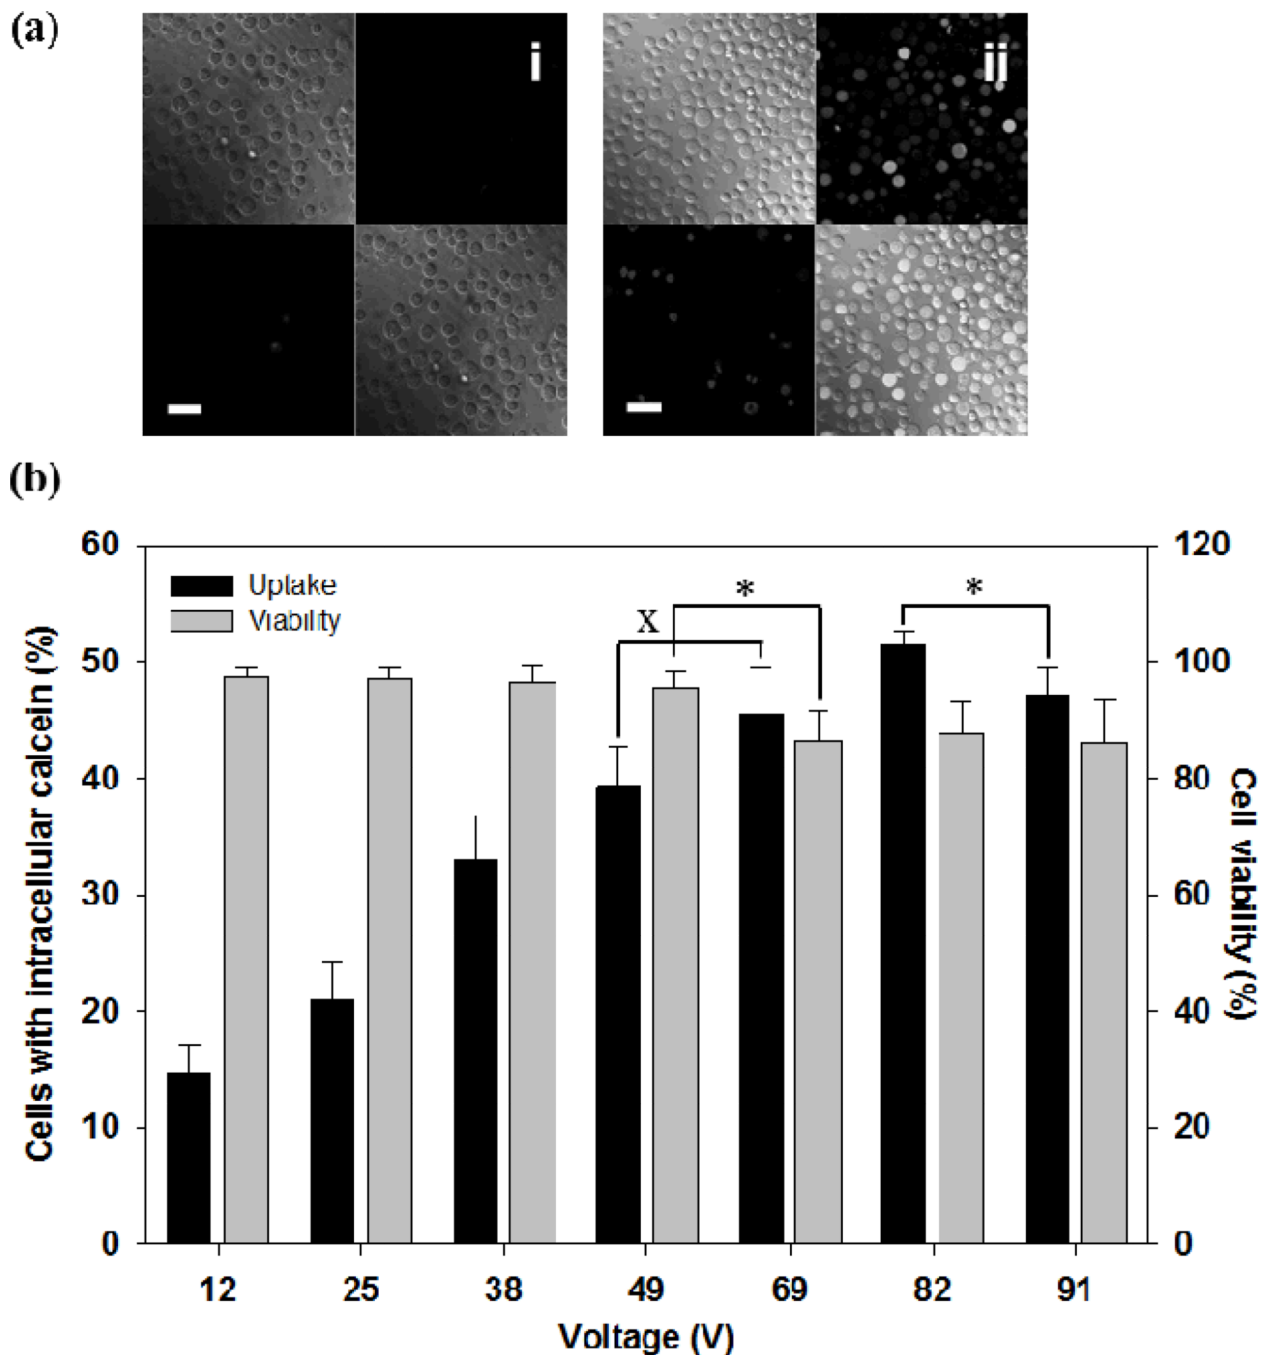 (a)
i
ii
(b)
60
50
40
30
20
10
0
Cells with intracellular calcein (%)
Uptake
Viability
X
*
*
120
100
80
60
40
20
0
Cell viability (%)
12 25 38 49 69 82 91
Voltage (V)